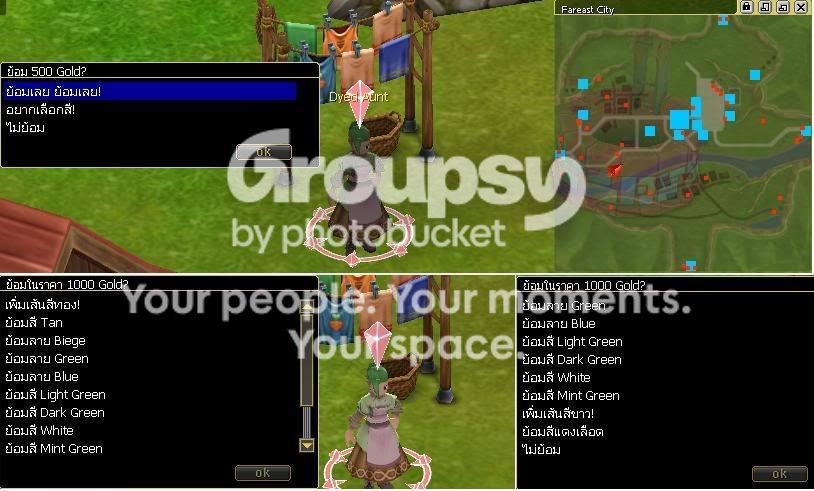 Fareast City
ย้อม 500 Gold?
ย้อมเลย ย้อมเลย!
อยากเลือกสี!
ไม่ย้อม
ok
Dyed Aunt
Groupsy
by photobucket
Your people. Your moments.
Your space.
ย้อมในราคา 1000 Gold?
เพิ่มเส้นสีทอง!
ย้อมสี Tan
ย้อมลาย Biege
ย้อมลาย Green
ย้อมลาย Blue
ย้อมสี Light Green
ย้อมสี Dark Green
ย้อมสี White
ย้อมสี Mint Green
ok
ย้อมในราคา 1000 Gold?
ย้อมลาย Green
ย้อมลาย Blue
ย้อมสี Light Green
ย้อมสี Dark Green
ย้อมสี White
ย้อมสี Mint Green
เพิ่มเส้นสีขาว!
ย้อมสีแดงเลือด
ไม่ย้อม
ok